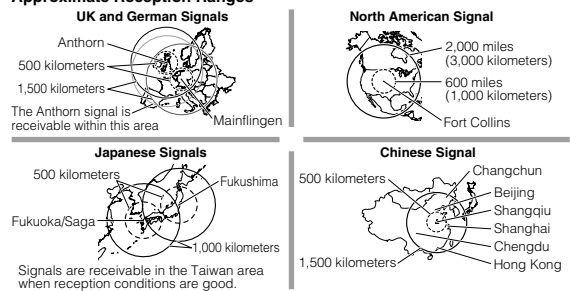 Approximate Reception Ranges
UK and German Signals
Anthorn
500 kilometers
1,500 kilometers
The Anthorn signal is
receivable within this area
Mainflingen
North American Signal
2,000 miles
(3,000 kilometers)
600 miles
(1,000 kilometers)
Fort Collins
Japanese Signals
500 kilometers
Fukushima
Fukuoka/Saga
1,000 kilometers
Signals are receivable in the Taiwan area
when reception conditions are good.
Chinese Signal
Changchun
500 kilometers
Beijing
Shangqiu
Shanghai
Chengdu
1,500 kilometers
Hong Kong